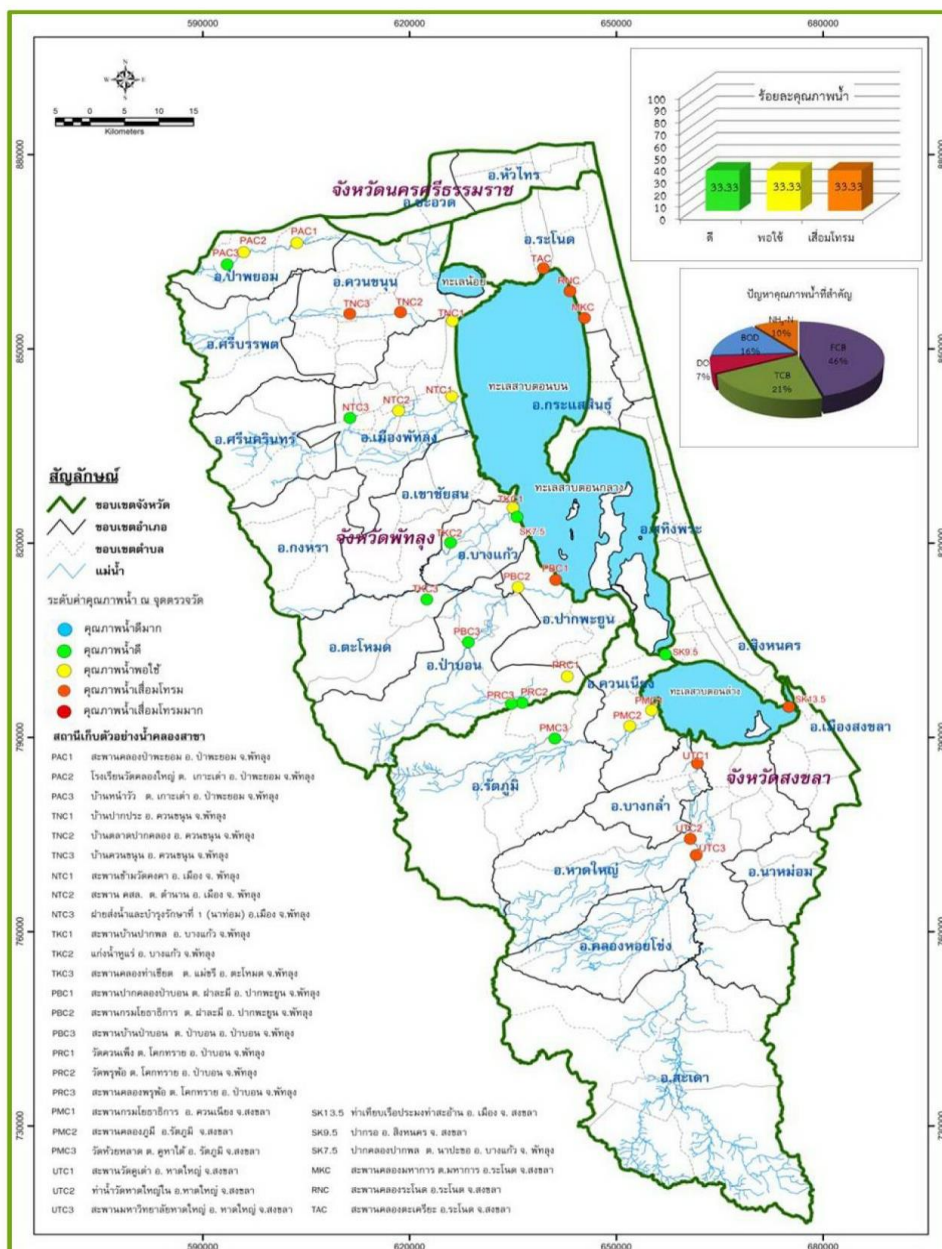 590000
620000
650000
680000
N
W
E
S
5 0 5 10 15
Kilometers
880000
880000
ร้อยละคุณภาพน้ำ
100
90
80
70
60
50
40
30
20
10
0
33.33
33.33
33.33
ดี
พอใช้
เสื่อมโทรม
อ.หัวไทร
จังหวัดนครศรีธรรมราช
อ.ชะอวด
อ.ระโนด
PAC1
PAC2
PAC3
อ.ป่าพยอม
TAC
RNC
MKC
ทะเลน้อย
อ.ควนขนุน
TNC3
TNC2
TNC1
ปัญหาคุณภาพน้ำที่สำคัญ
NH₃-N
10%
BOD
16%
FCB
46%
DO
7%
TCB
21%
850000
อ.ศรีบรรพต
ทะเลสาบตอนบน
อ.กระแสสินธุ์
NTC1
NTC2
NTC3
อ.เมืองพัทลุง
อ.ศรีนครินทร์
อ.เขาชัยสน
ทะเลสาบตอนกลาง
TKC1
SK7.5
อ.สทิงพระ
สัญลักษณ์
ขอบเขตจังหวัด
ขอบเขตอำเภอ
ขอบเขตตำบล
แม่น้ำ
อ.กงหรา
จังหวัดพัทลุง
TKC2
820000
820000
อ.บางแก้ว
PBC1
PBC2
TKC3
อ.ปากพะยูน
ระดับค่าคุณภาพน้ำ ณ จุดตรวจวัด
คุณภาพน้ำดีมาก
คุณภาพน้ำดี
คุณภาพน้ำพอใช้
คุณภาพน้ำเสื่อมโทรม
คุณภาพน้ำเสื่อมโทรมมาก
อ.ตะโหมด
PBC3
อ.ป่าบอน
อ.สิงหนคร
SK9.5
PRC1
อ.ควนเนียง
ทะเลสาบตอนล่าง
PRC3
PRC2
SK13.5
PMC2
PMC3
อ.เมืองสงขลา
790000
790000
อ.รัตภูมิ
UTC1
จังหวัดสงขลา
อ.บางกล่ำ
UTC2
UTC3
อ.หาดใหญ่
อ.นาหม่อม
760000
760000
อ.คลองหอยโข่ง
อ.สะเดา
730000
730000
สถานีเก็บตัวอย่างน้ำคลองสาขา
PAC1 สะพานคลองป่าพะยอม อ. ป่าพะยอม จ.พัทลุง
PAC2 โรงเรียนวัดคลองใหญ่ ต. เกาะเต่า อ. ป่าพะยอม จ.พัทลุง
PAC3 บ้านหนำวัว ต. เกาะเต่า อ. ป่าพะยอม จ.พัทลุง
TNC1 บ้านปากประ อ. ควนขนุน จ.พัทลุง
TNC2 บ้านตลาดปากคลอง อ. ควนขนุน จ.พัทลุง
TNC3 บ้านควนขนุน อ. ควนขนุน จ.พัทลุง
NTC1 สะพานข้ามวัดคงคา อ. เมือง จ. พัทลุง
NTC2 สะพาน คสล. ต. ตำนาน อ. เมือง จ. พัทลุง
NTC3 ฝายส่งน้ำและบำรุงรักษาที่ 1 (นาท่อม) อ.เมือง จ.พัทลุง
TKC1 สะพานบ้านปากพล อ. บางแก้ว จ.พัทลุง
TKC2 แก่งน้ำหูแร่ อ. บางแก้ว จ.พัทลุง
TKC3 สะพานคลองท่าเชียด ต. แม่ขรี อ. ตะโหมด จ.พัทลุง
PBC1 สะพานปากคลองป่าบอน ต. ฝาละมี อ. ปากพะยูน จ.พัทลุง
PBC2 สะพานกรมโยธาธิการ ต. ฝาละมี อ. ปากพะยูน จ.พัทลุง
PBC3 สะพานบ้านป่าบอน ต. ป่าบอน อ. ป่าบอน จ.พัทลุง
PRC1 วัดควนเพ็ง ต. โคกทราย อ. ป่าบอน จ.พัทลุง
PRC2 วัดพรุพ้อ ต. โคกทราย อ. ป่าบอน จ.พัทลุง
PRC3 สะพานคลองพรุพ้อ ต. โคกทราย อ. ป่าบอน จ.พัทลุง
PMC1 สะพานกรมโยธาธิการ อ. ควนเนียง จ.สงขลา
PMC2 สะพานคลองภูมี อ.รัตภูมิ จ.สงขลา
PMC3 วัดห้วยหลาด ต. คูหาใต้ อ. รัตภูมิ จ.สงขลา
UTC1 สะพานวัดคูเต่า อ. หาดใหญ่ จ.สงขลา
UTC2 ท่าน้ำวัดหาดใหญ่ใน อ.หาดใหญ่ จ.สงขลา
UTC3 สะพานมหาวิทยาลัยหาดใหญ่ อ. หาดใหญ่ จ.สงขลา
SK13.5 ท่าเทียบเรือประมงท่าสะอ้าน อ. เมือง จ. สงขลา
SK9.5 ปากรอ อ. สิงหนคร จ. สงขลา
SK7.5 ปากคลองปากพล ต. นาปะขอ อ. บางแก้ว จ. พัทลุง
MKC สะพานคลองมหาการ ต.มหาการ อ.ระโนด จ.สงขลา
RNC สะพานคลองระโนด อ.ระโนด จ.สงขลา
TAC สะพานคลองตะเครียะ อ.ระโนด จ.สงขลา
590000
620000
650000
680000